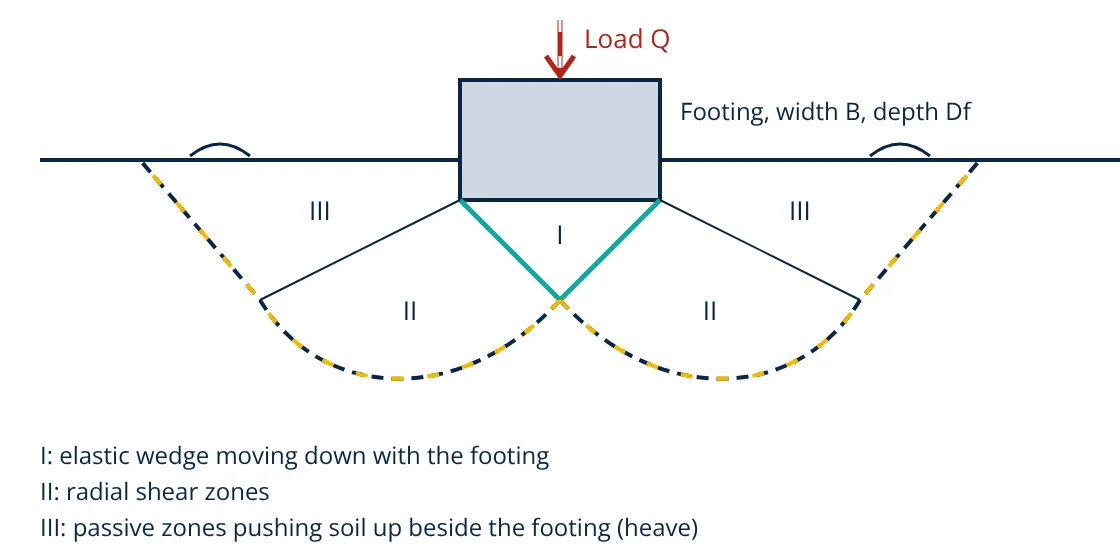 Load Q
Footing, width B, depth Df
III
III
I
II
II
I: elastic wedge moving down with the footing
II: radial shear zones
III: passive zones pushing soil up beside the footing (heave)